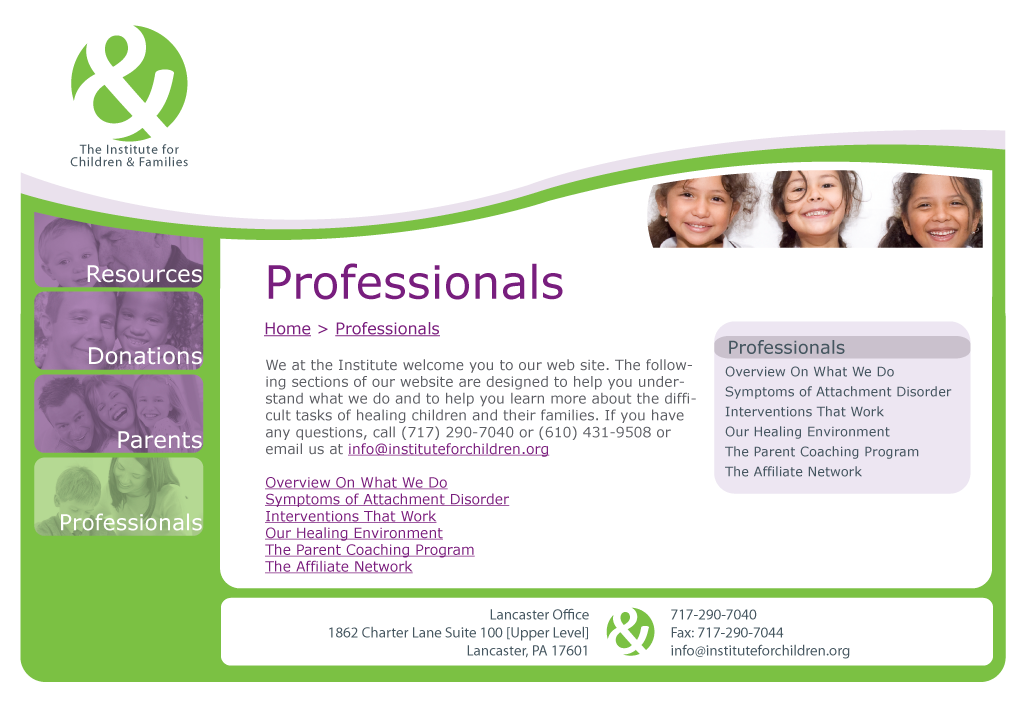 &
The Institute for
Children & Families
Resources
Donations
Parents
Professionals
Professionals
Home > Professionals
We at the Institute welcome you to our web site. The follow-
ing sections of our website are designed to help you under-
stand what we do and to help you learn more about the diffi-
cult tasks of healing children and their families. If you have
any questions, call (717) 290-7040 or (610) 431-9508 or
email us at info@instituteforchildren.org
Overview On What We Do
Symptoms of Attachment Disorder
Interventions That Work
Our Healing Environment
The Parent Coaching Program
The Affiliate Network
Professionals
Overview On What We Do
Symptoms of Attachment Disorder
Interventions That Work
Our Healing Environment
The Parent Coaching Program
The Affiliate Network
Lancaster Office
1862 Charter Lane Suite 100 [Upper Level]
Lancaster, PA 17601
&
717-290-7040
Fax: 717-290-7044
info@instituteforchildren.org